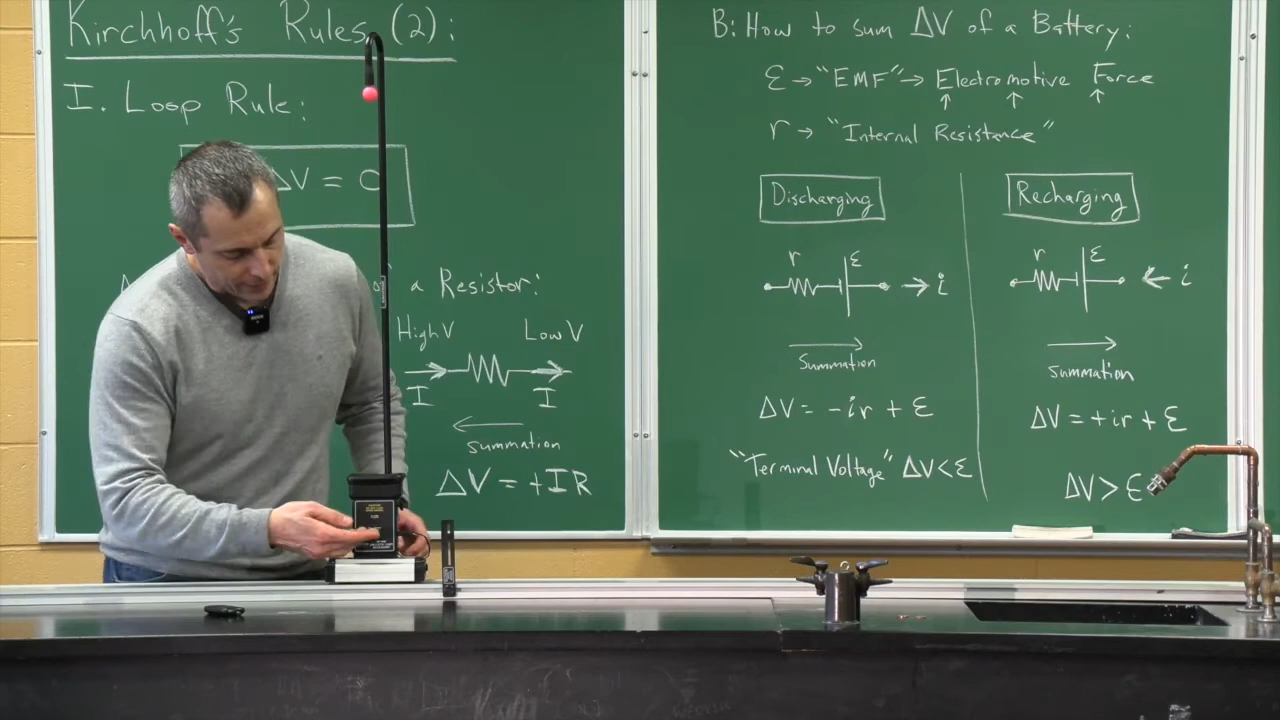 Kirchhoff's Rules (2):
I. Loop Rule:
ΔV = 0
a Resistor:
High V Low V
I I
summation
ΔV = +IR
B: How to sum ΔV of a Battery:
ε → "EMF" → Electromotive Force
r → "Internal Resistance"
Discharging
r ε
i
Summation
ΔV = -ir + ε
"Terminal Voltage" ΔV < ε
Recharging
r ε
i
summation
ΔV = +ir + ε
ΔV > ε